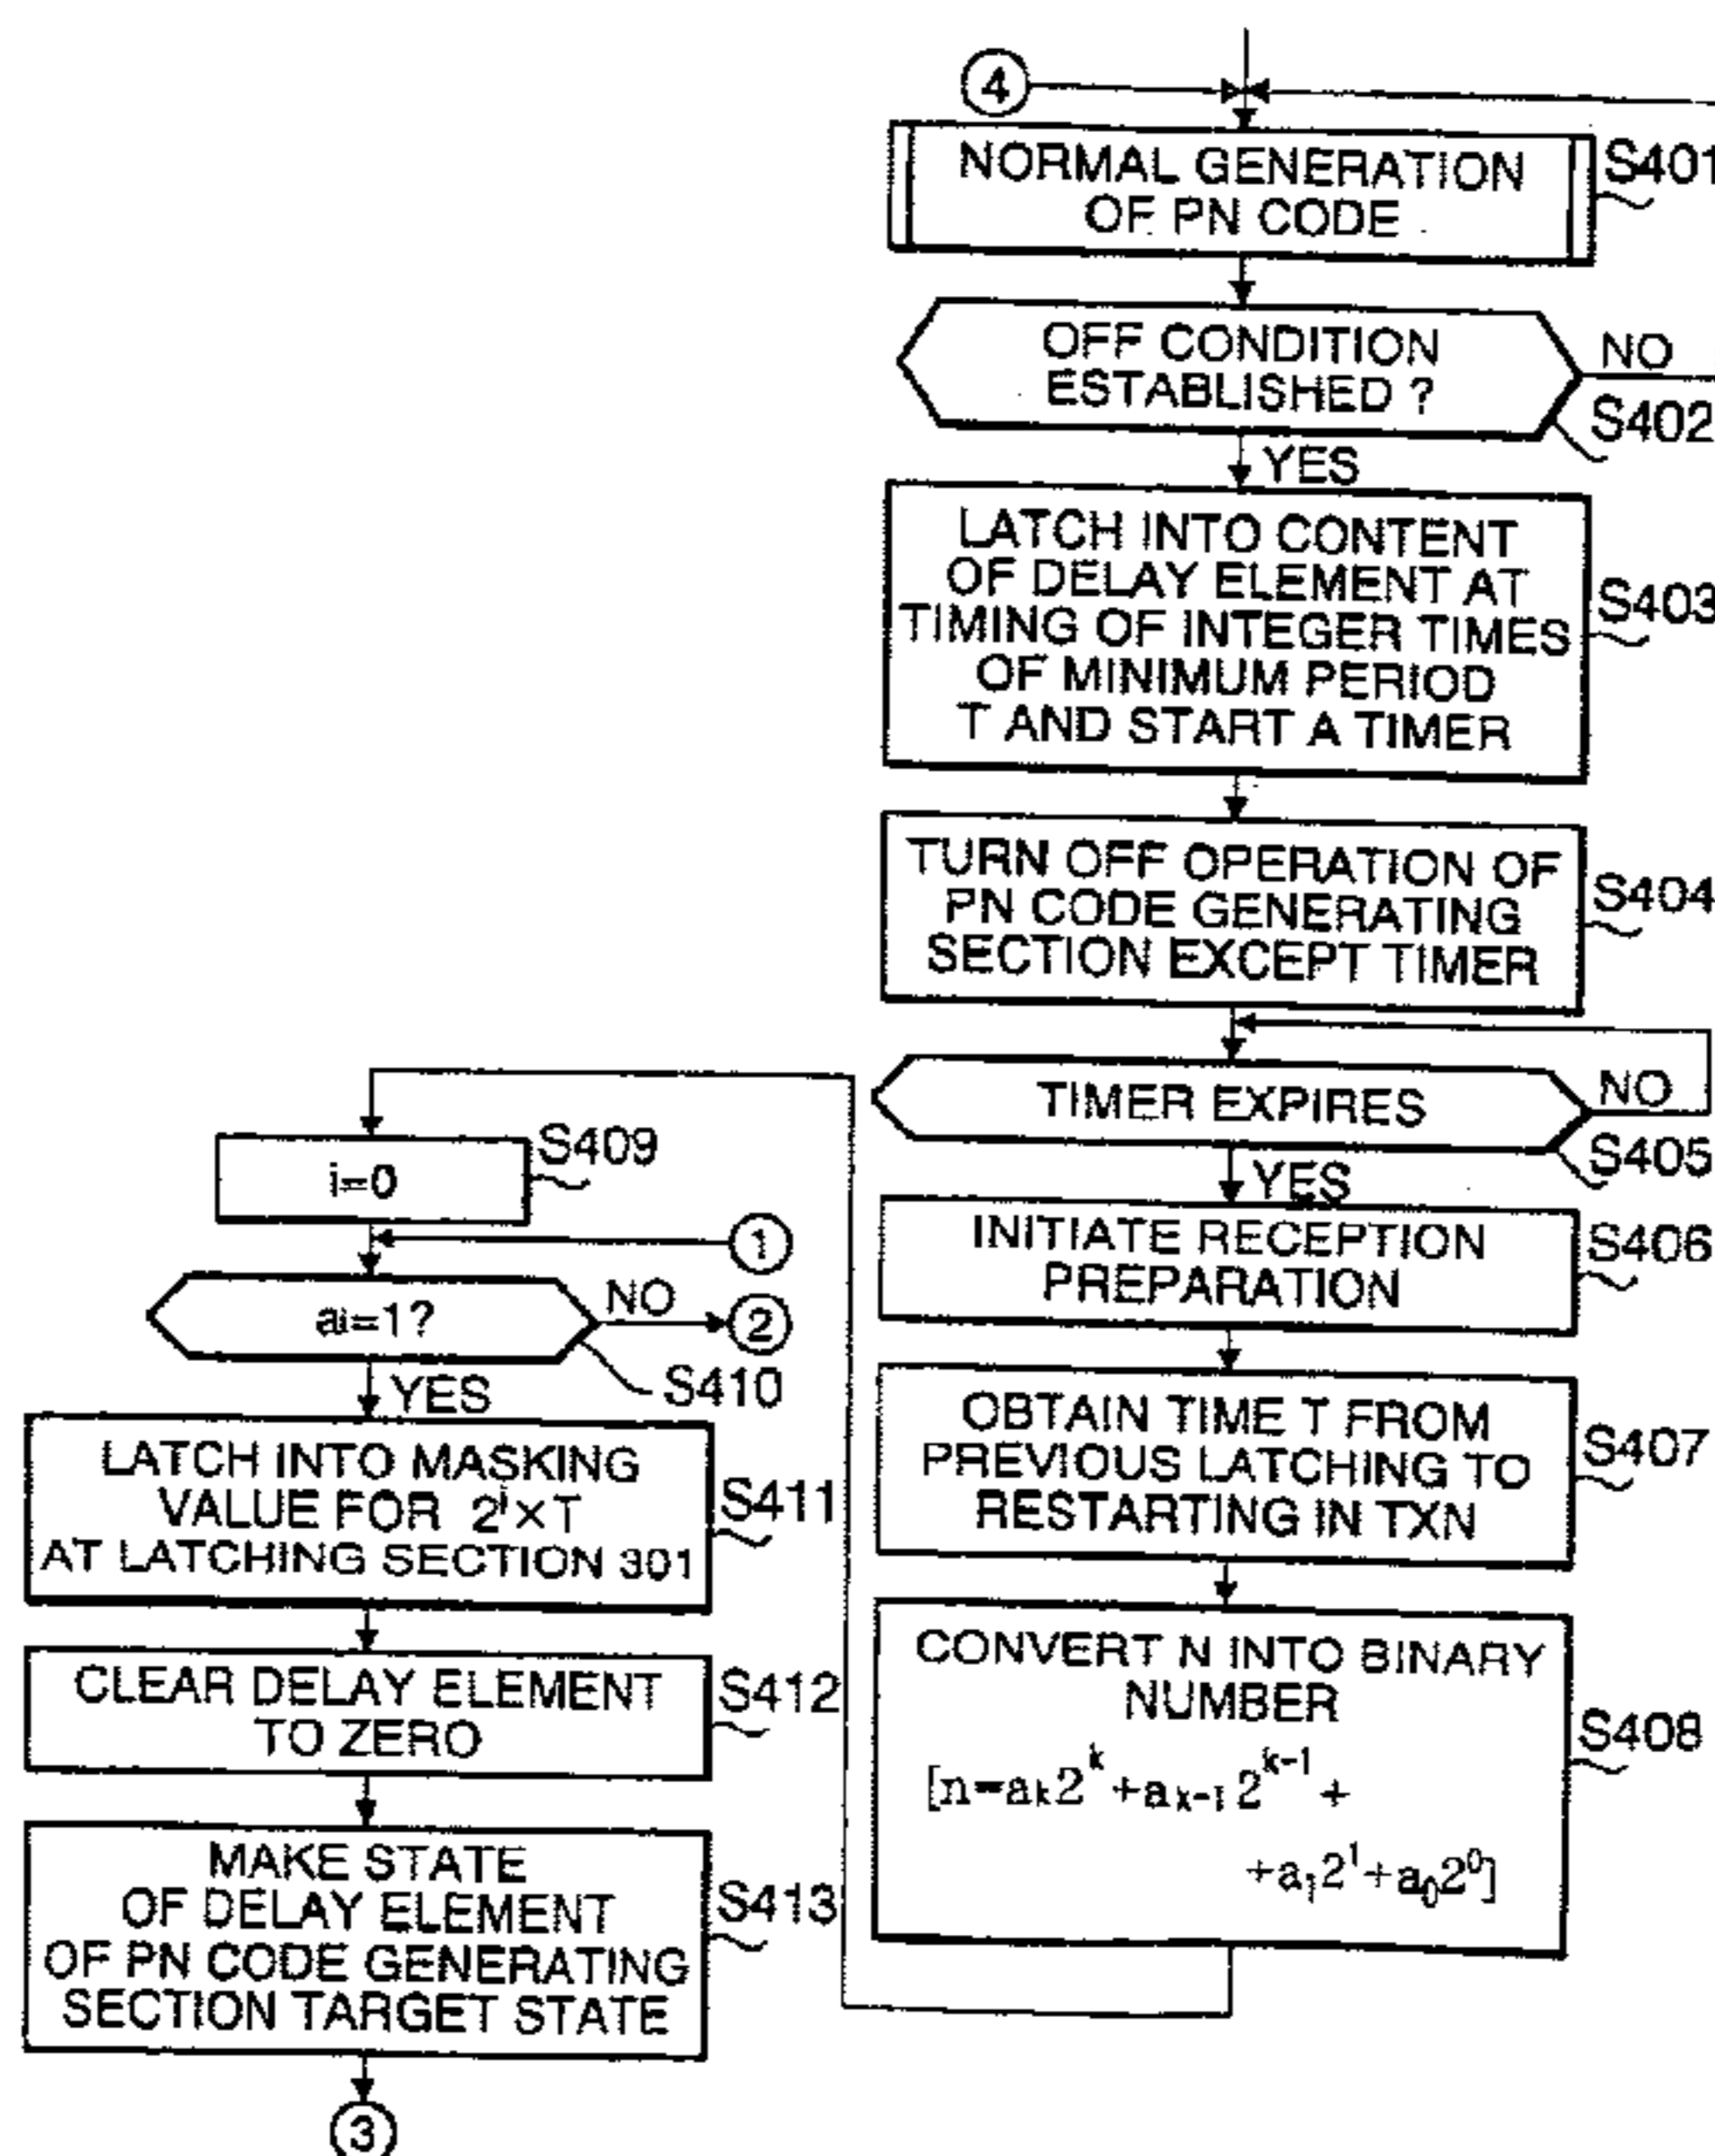 4
NORMAL GENERATION
OF PN CODE
S401
OFF CONDITION
ESTABLISHED ?
NO
S402
YES
LATCH INTO CONTENT
OF DELAY ELEMENT AT
TIMING OF INTEGER TIMES
OF MINIMUM PERIOD
T AND START A TIMER
S403
TURN OFF OPERATION OF
PN CODE GENERATING
SECTION EXCEPT TIMER
S404
TIMER EXPIRES
NO
S405
YES
INITIATE RECEPTION
PREPARATION
S406
OBTAIN TIME T FROM
PREVIOUS LATCHING TO
RESTARTING IN TXN
S407
CONVERT N INTO BINARY
NUMBER
[n=aₖ2ᵏ+aₖ₋₁2ᵏ⁻¹+
+a₁2¹+a₀2⁰]
S408
i=0
S409
1
ai=1?
NO
2
S410
YES
LATCH INTO MASKING
VALUE FOR 2ⁱ×T
AT LATCHING SECTION 301
S411
CLEAR DELAY ELEMENT
TO ZERO
S412
MAKE STATE
OF DELAY ELEMENT
OF PN CODE GENERATING
SECTION TARGET STATE
S413
3